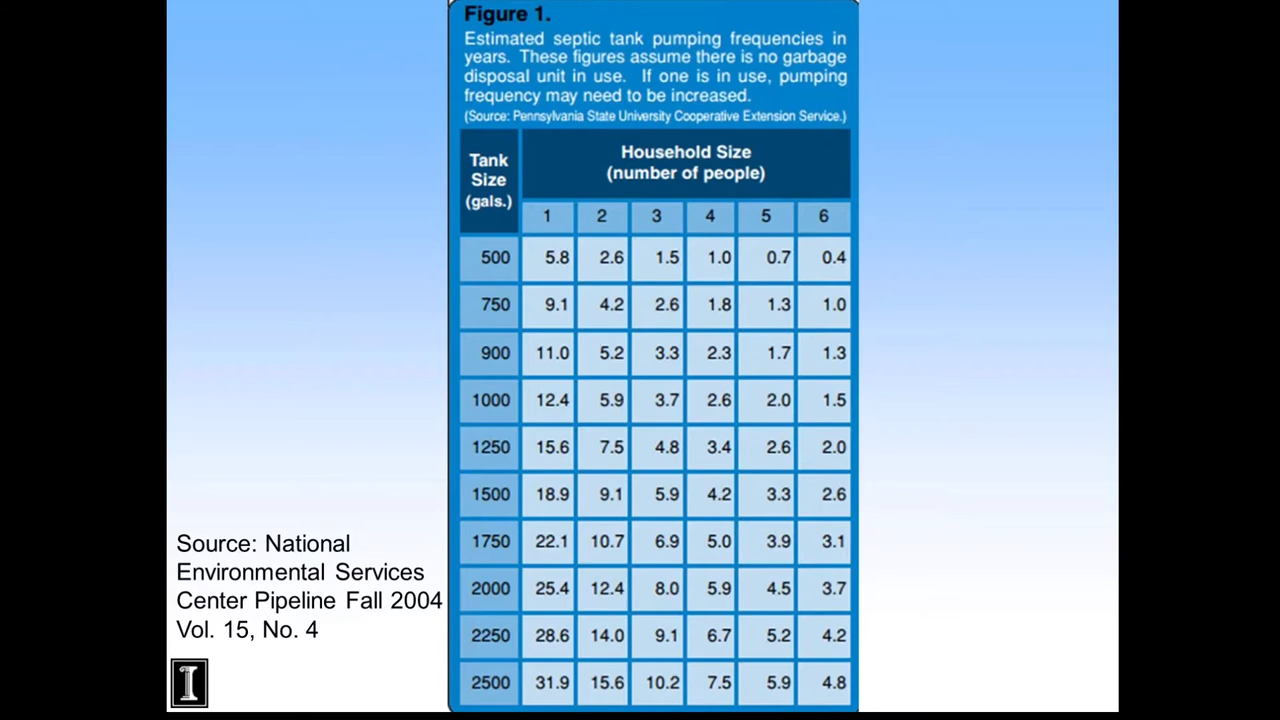 Figure 1.
Estimated septic tank pumping frequencies in
years. These figures assume there is no garbage
disposal unit in use. If one is in use, pumping
frequency may need to be increased.
(Source: Pennsylvania State University Cooperative Extension Service.)
Tank
Size
(gals.)
Household Size
(number of people)
1 2 3 4 5 6
500 5.8 2.6 1.5 1.0 0.7 0.4
750 9.1 4.2 2.6 1.8 1.3 1.0
900 11.0 5.2 3.3 2.3 1.7 1.3
1000 12.4 5.9 3.7 2.6 2.0 1.5
1250 15.6 7.5 4.8 3.4 2.6 2.0
1500 18.9 9.1 5.9 4.2 3.3 2.6
1750 22.1 10.7 6.9 5.0 3.9 3.1
2000 25.4 12.4 8.0 5.9 4.5 3.7
2250 28.6 14.0 9.1 6.7 5.2 4.2
2500 31.9 15.6 10.2 7.5 5.9 4.8
Source: National
Environmental Services
Center Pipeline Fall 2004
Vol. 15, No. 4
I